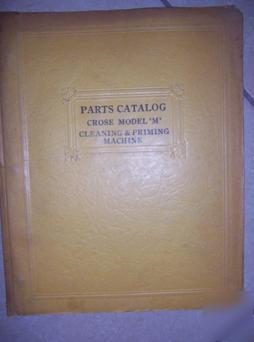 PARTS CATALOG
CROSE MODEL 'M'
CLEANING & PRIMING
MACHINE